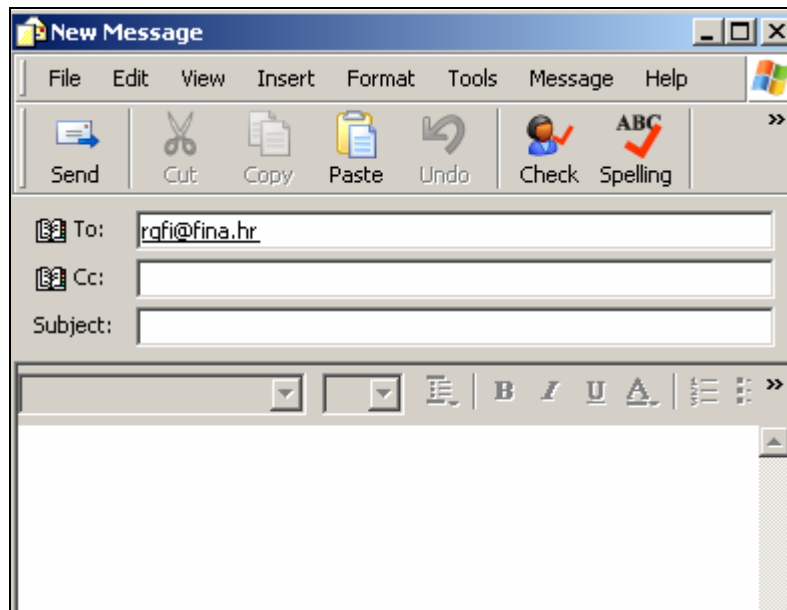 New Message
File Edit View Insert Format Tools Message Help
ABC
Send Cut Copy Paste Undo Check Spelling
To: rgfi@fina.hr
Cc:
Subject:
B I U A